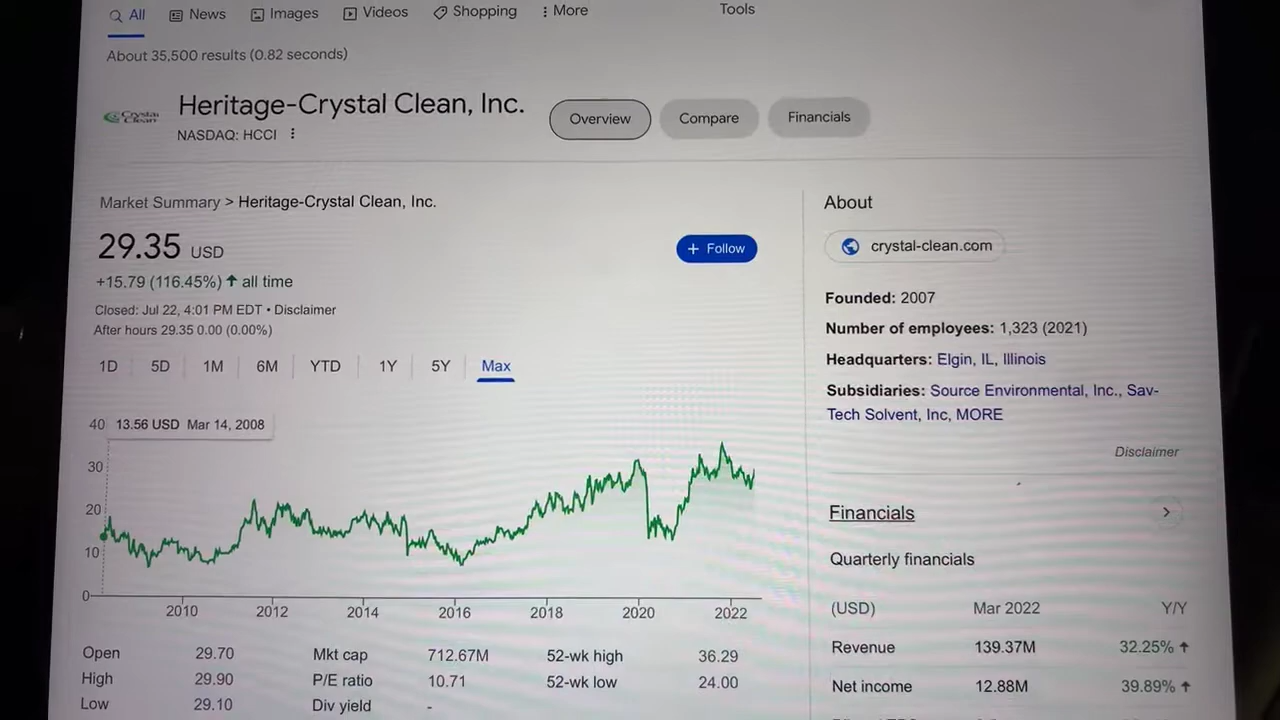 All News Images Videos Shopping More Tools
About 35,500 results (0.82 seconds)
Crystal Clean
Heritage-Crystal Clean, Inc.
NASDAQ: HCCI
Overview Compare Financials
Market Summary > Heritage-Crystal Clean, Inc.
29.35 USD
+ Follow
+15.79 (116.45%) ↑ all time
Closed: Jul 22, 4:01 PM EDT • Disclaimer
After hours 29.35 0.00 (0.00%)
1D 5D 1M 6M YTD 1Y 5Y Max
13.56 USD Mar 14, 2008
40
30
20
10
0
2010 2012 2014 2016 2018 2020 2022
Open 29.70 Mkt cap 712.67M 52-wk high 36.29
High 29.90 P/E ratio 10.71 52-wk low 24.00
Low 29.10 Div yield -
About
crystal-clean.com
Founded: 2007
Number of employees: 1,323 (2021)
Headquarters: Elgin, IL, Illinois
Subsidiaries: Source Environmental, Inc., Sav-
Tech Solvent, Inc, MORE
Disclaimer
Financials
Quarterly financials
(USD) Mar 2022 Y/Y
Revenue 139.37M 32.25% ↑
Net income 12.88M 39.89% ↑